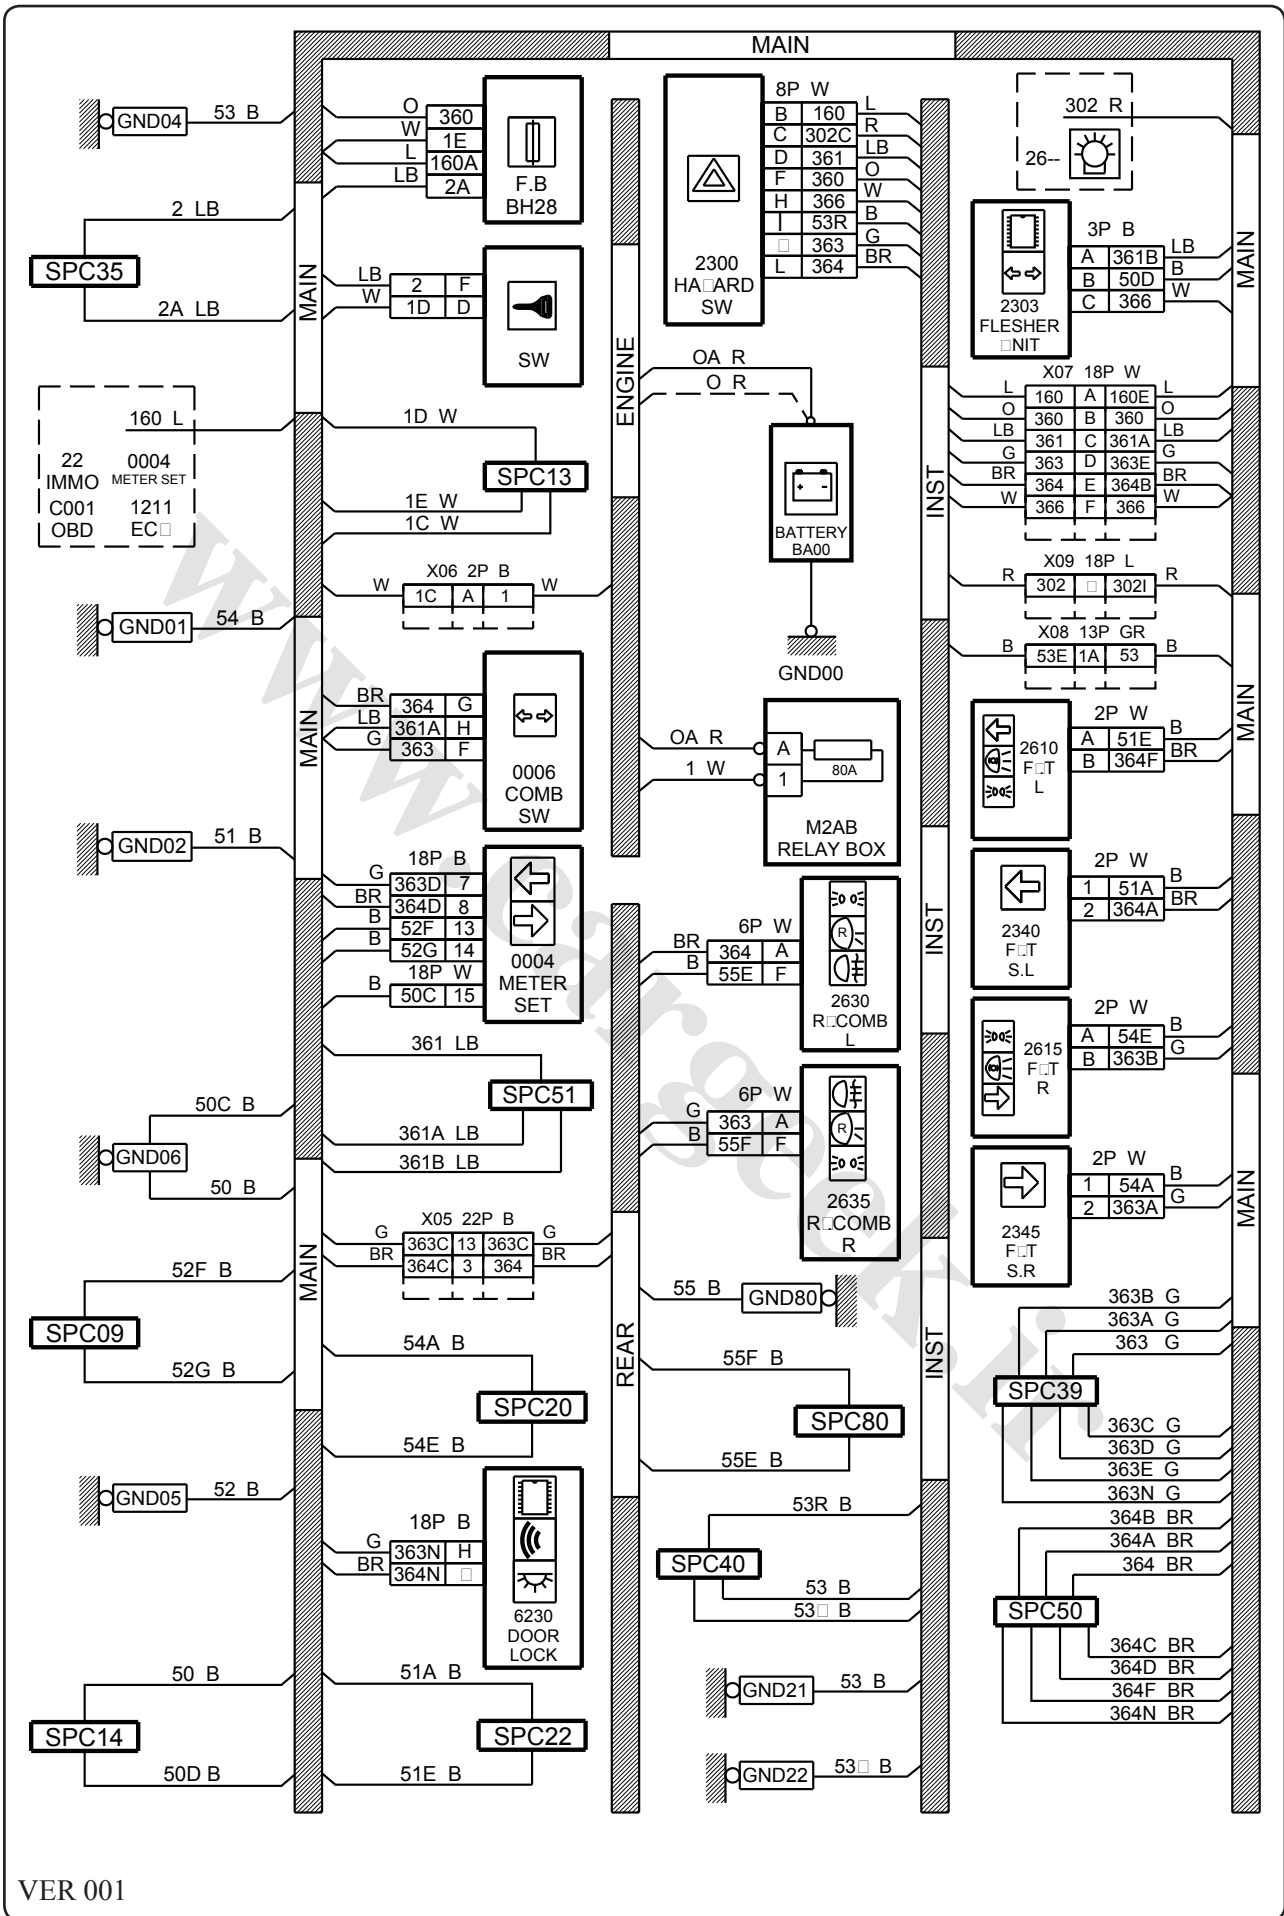 MAIN
GND04
53 B
O 360
W 1E
L 160A
LB 2A
F.B
BH28
2 LB
SPC35
2A LB
MAIN
LB 2 F
W 1D D
SW
160 L
22
IMMO
0004
METER SET
C001
OBD
1211
1D W
SPC13
1E W
1C W
X06 2P B
W 1C A 1 W
GND01
54 B
MAIN
BR 364 G
LB 361A H
G 363 F
0006
COMB
SW
GND02
51 B
18P B
G 363D 7
BR 364D 8
B 52F 13
B 52G 14
18P W
B 50C 15
0004
METER
SET
361 LB
SPC51
361A LB
361B LB
50C B
GND06
50 B
X05 22P B
G 363C 13 363C G
BR 364C 3 364 BR
MAIN
52F B
SPC09
52G B
54A B
SPC20
54E B
GND05
52 B
18P B
G 363N H
BR 364N
6230
DOOR
LOCK
50 B
SPC14
50D B
51A B
SPC22
51E B
8P W
B 160 L
C 302C R
D 361 LB
F 360 O
H 366 W
53R B
363 G
L 364 BR
2300
SW
ENGINE
OA R
O R
BATTERY
BA00
GND00
OA R A
1 W 1
80A
M2AB
RELAY BOX
6P W
BR 364 A
B 55E F
R
2630
L
6P W
G 363 A
B 55F F
R
2635
R
REAR
55 B
GND80
55F B
SPC80
55E B
53R B
SPC40
53 B
GND21
53 B
GND22
INST
INST
INST
302 R
26--
3P B
A 361B LB
B 50D B
C 366 W
2303
FLESHER
MAIN
X07 18P W
L 160 A 160E L
O 360 B 360 O
LB 361 C 361A LB
G 363 D 363E G
BR 364 E 364B BR
W 366 F 366 W
X09 18P L
R 302 302I R
X08 13P GR
B 53E 1A 53 B
MAIN
2P W
A 51E B
B 364F BR
2610
L
2P W
1 51A B
2 364A BR
2340
S.L
2P W
A 54E B
B 363B G
2615
R
2P W
1 54A B
2 363A G
2345
S.R
MAIN
363B G
363A G
363 G
SPC39
363C G
363D G
363E G
363N G
364B BR
364A BR
364 BR
SPC50
364C BR
364D BR
364F BR
364N BR
www.cargeek.ir
VER 001